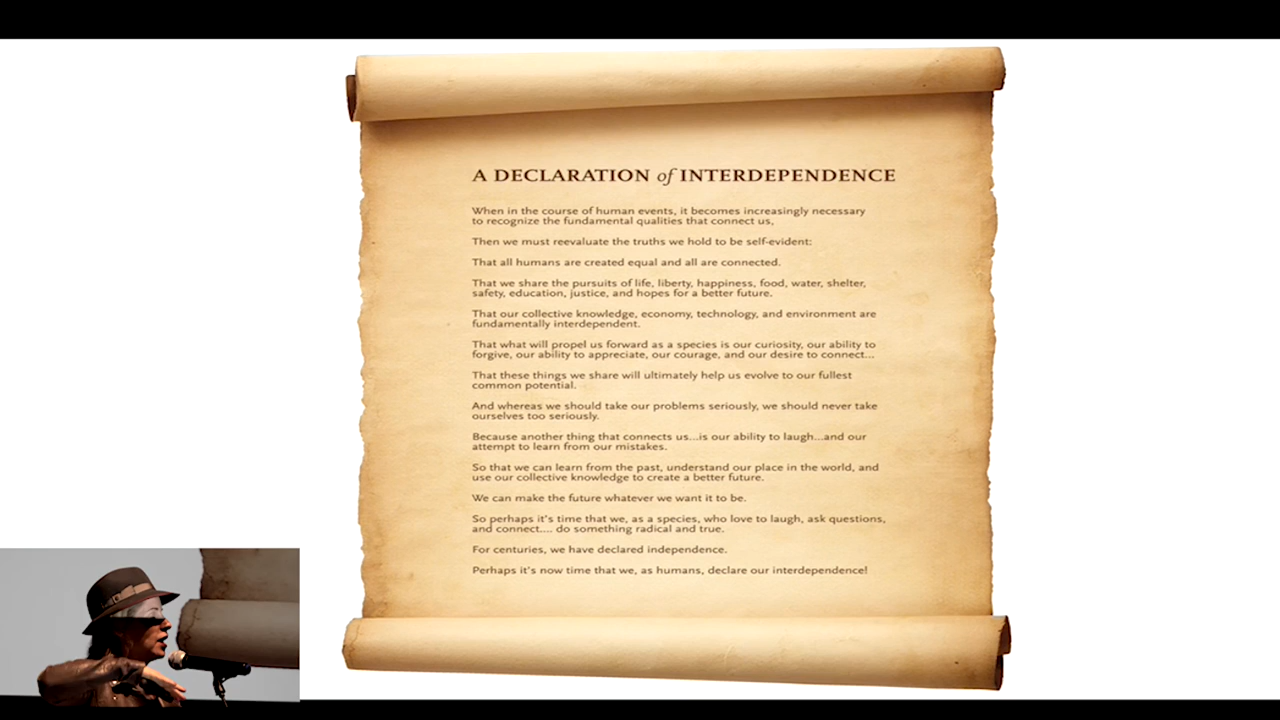 A DECLARATION of INTERDEPENDENCE
When in the course of human events, it becomes increasingly necessary
to recognize the fundamental qualities that connect us,
Then we must reevaluate the truths we hold to be self-evident:
That all humans are created equal and all are connected.
That we share the pursuits of life, liberty, happiness, food, water, shelter,
safety, education, justice, and hopes for a better future.
That our collective knowledge, economy, technology, and environment are
fundamentally interdependent.
That what will propel us forward as a species is our curiosity, our ability to
forgive, our ability to appreciate, our courage, and our desire to connect...
That these things we share will ultimately help us evolve to our fullest
common potential.
And whereas we should take our problems seriously, we should never take
ourselves too seriously.
Because another thing that connects us...is our ability to laugh...and our
attempt to learn from our mistakes.
So that we can learn from the past, understand our place in the world, and
use our collective knowledge to create a better future.
We can make the future whatever we want it to be.
So perhaps it's time that we, as a species, who love to laugh, ask questions,
and connect.... do something radical and true.
For centuries, we have declared independence.
Perhaps it's now time that we, as humans, declare our interdependence!